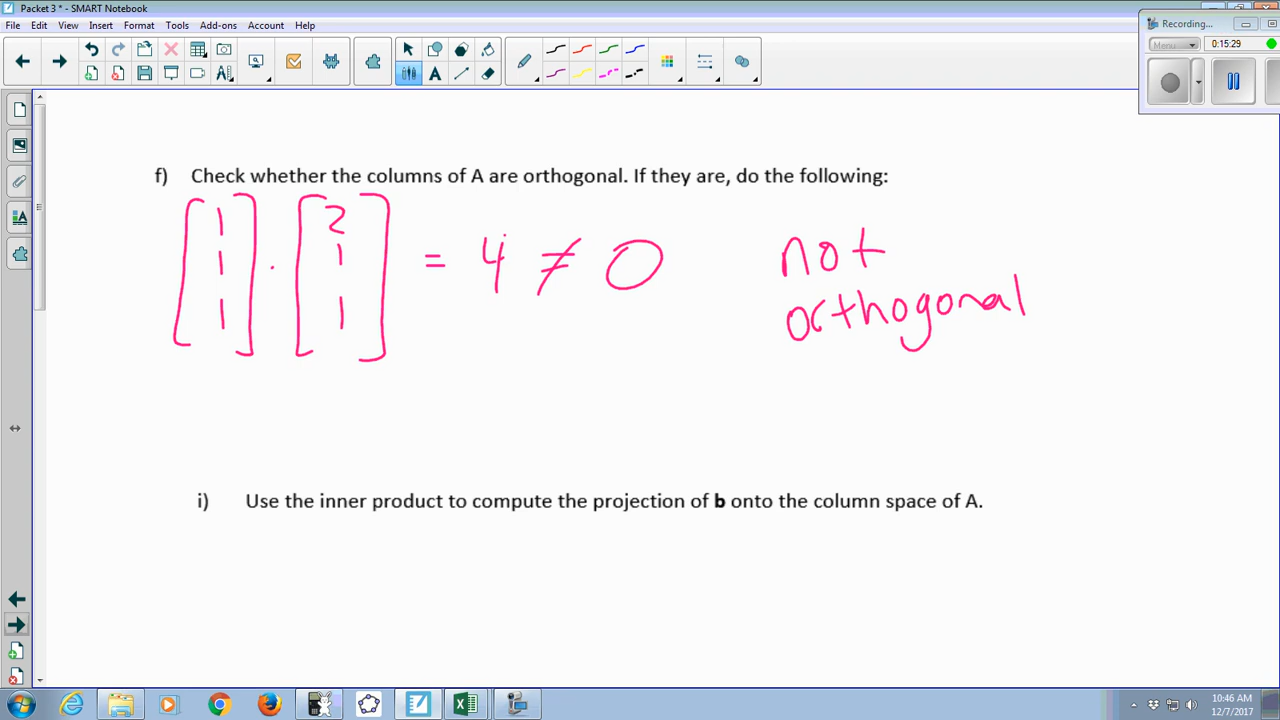 Packet 3 * - SMART Notebook
File Edit View Insert Format Tools Add-ons Account Help
Recording...
Menu
0:15:29
f) Check whether the columns of A are orthogonal. If they are, do the following:
[1 1 1] · [2 1 1] = 4 ≠ 0
not
orthogonal
i) Use the inner product to compute the projection of b onto the column space of A.
10:46 AM
12/7/2017